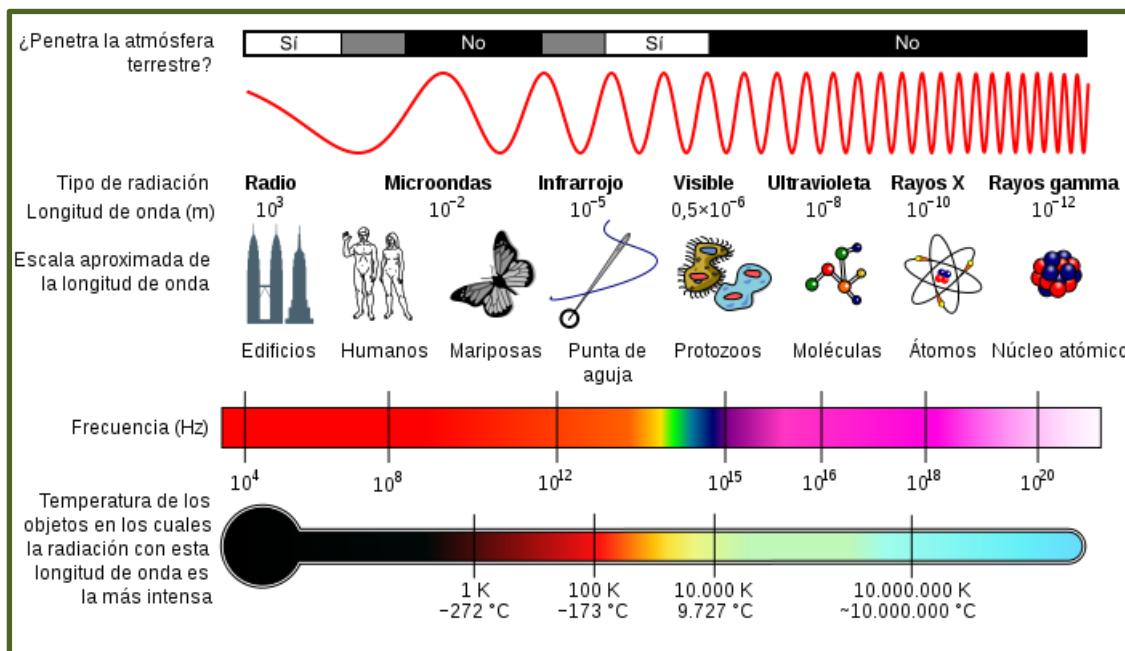 ¿Penetra la atmósfera
terrestre?
Sí No Sí No
Tipo de radiación Radio Microondas Infrarrojo Visible Ultravioleta Rayos X Rayos gamma
Longitud de onda (m) 10³ 10⁻² 10⁻⁵ 0,5×10⁻⁶ 10⁻⁸ 10⁻¹⁰ 10⁻¹²
Escala aproximada de
la longitud de onda
Edificios Humanos Mariposas Punta de Protozoos Moléculas Átomos Núcleo atómico
aguja
Frecuencia (Hz)
10⁴ 10⁸ 10¹² 10¹⁵ 10¹⁶ 10¹⁸ 10²⁰
Temperatura de los
objetos en los cuales
la radiación con esta
longitud de onda es
la más intensa
1 K 100 K 10.000 K 10.000.000 K
−272 °C −173 °C 9.727 °C ~10.000.000 °C